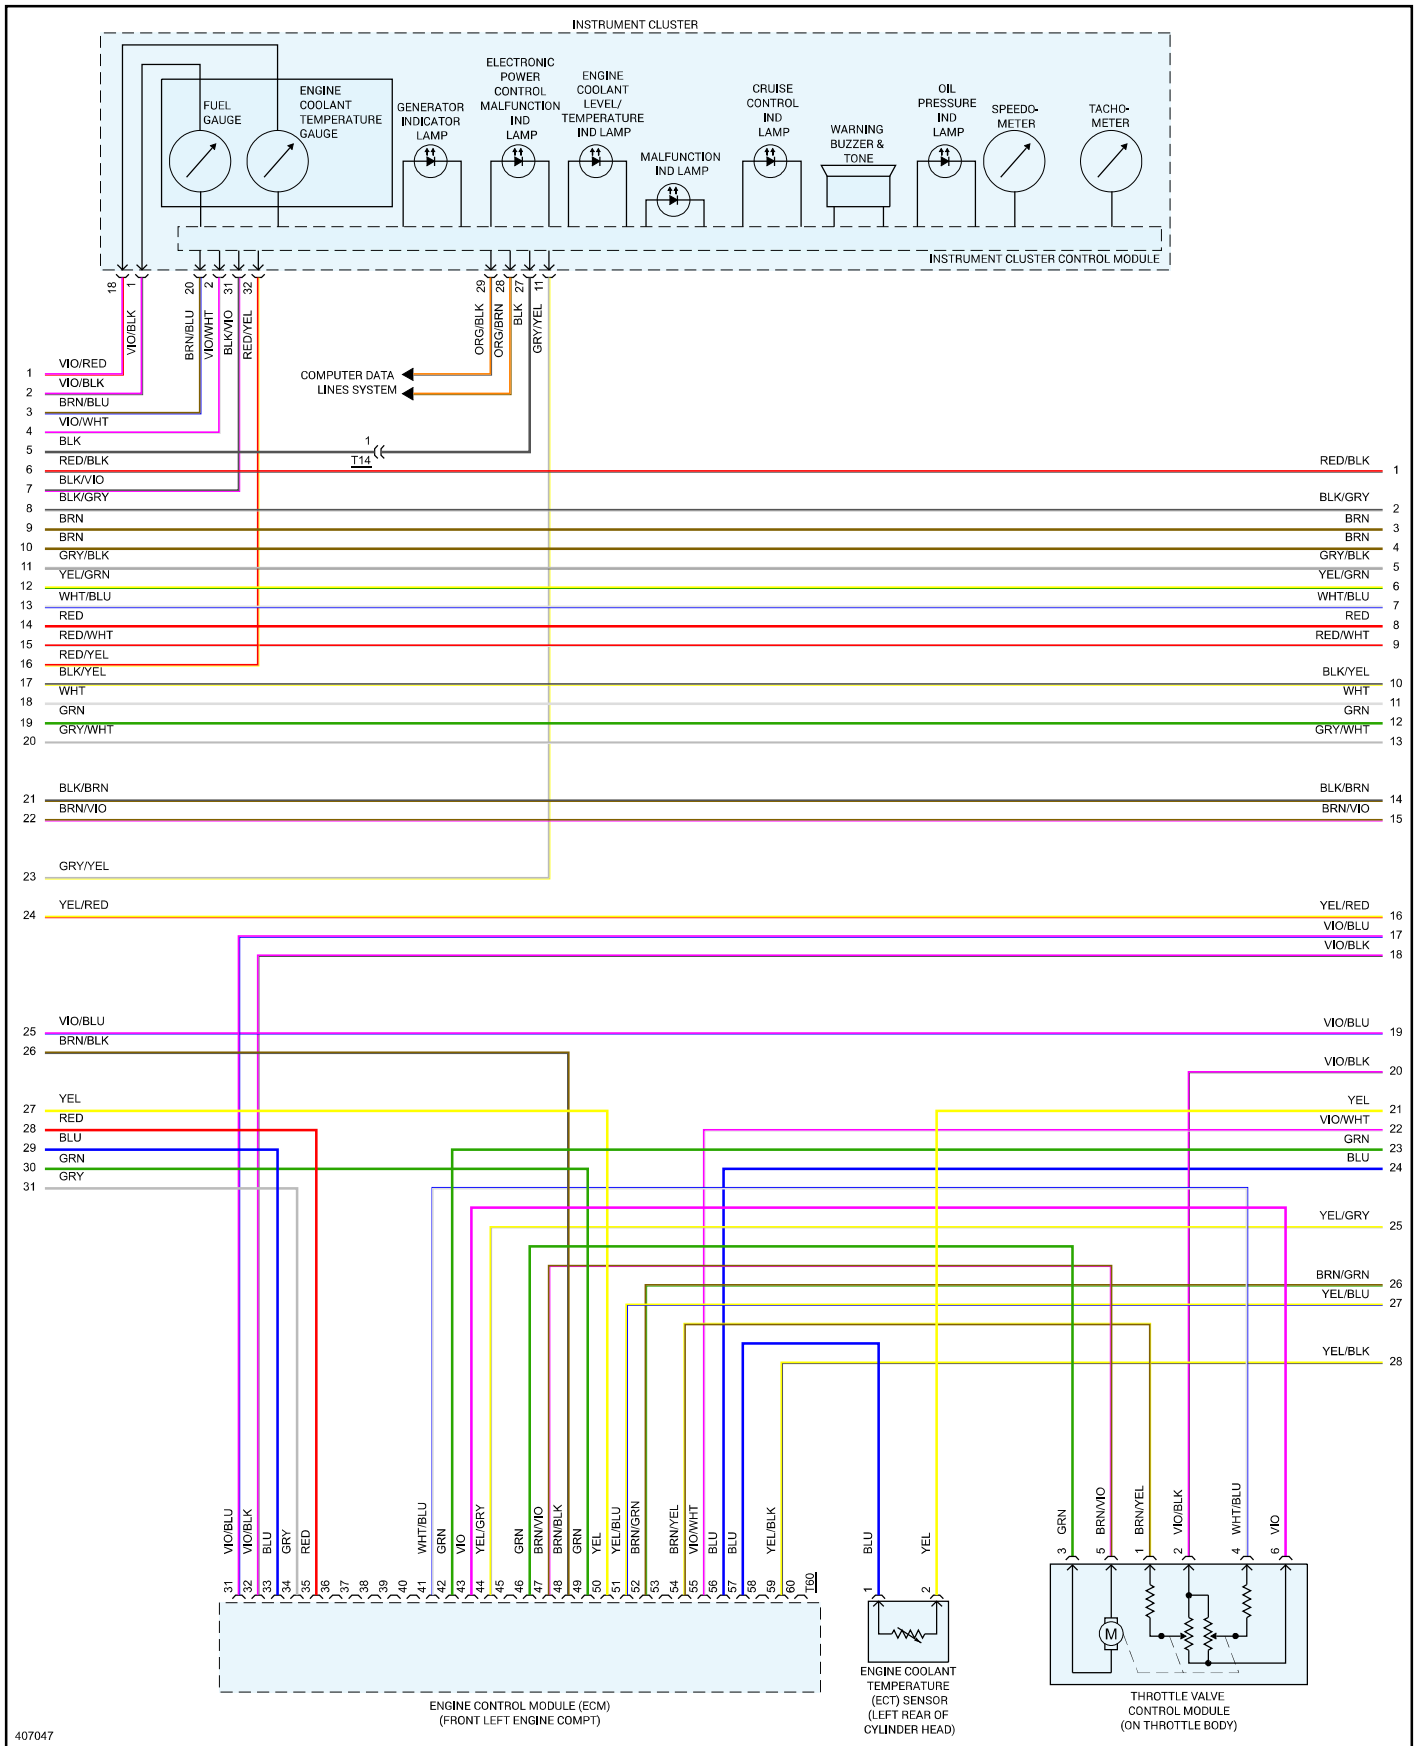 INSTRUMENT CLUSTER
FUEL
GAUGE
ENGINE
COOLANT
TEMPERATURE
GAUGE
GENERATOR
INDICATOR
LAMP
ELECTRONIC
POWER
CONTROL
MALFUNCTION
IND
LAMP
ENGINE
COOLANT
LEVEL/
TEMPERATURE
IND LAMP
MALFUNCTION
IND LAMP
CRUISE
CONTROL
IND
LAMP
WARNING
BUZZER &
TONE
OIL
PRESSURE
IND
LAMP
SPEEDO-
METER
TACHO-
METER
INSTRUMENT CLUSTER CONTROL MODULE
18
1
20
2
31
32
29
28
27
11
VIO/BLK
BRN/BLU
VIO/WHT
BLK/VIO
RED/YEL
ORG/BLK
ORG/BRN
BLK
GRY/YEL
COMPUTER DATA
LINES SYSTEM
1
T14
1 VIO/RED
2 VIO/BLK
3 BRN/BLU
4 VIO/WHT
5 BLK
6 RED/BLK
7 BLK/VIO
8 BLK/GRY
9 BRN
10 BRN
11 GRY/BLK
12 YEL/GRN
13 WHT/BLU
14 RED
15 RED/WHT
16 RED/YEL
17 BLK/YEL
18 WHT
19 GRN
20 GRY/WHT
21 BLK/BRN
22 BRN/VIO
23 GRY/YEL
24 YEL/RED
25 VIO/BLU
26 BRN/BLK
27 YEL
28 RED
29 BLU
30 GRN
31 GRY
RED/BLK 1
BLK/GRY 2
BRN 3
BRN 4
GRY/BLK 5
YEL/GRN 6
WHT/BLU 7
RED 8
RED/WHT 9
BLK/YEL 10
WHT 11
GRN 12
GRY/WHT 13
BLK/BRN 14
BRN/VIO 15
YEL/RED 16
VIO/BLU 17
VIO/BLK 18
VIO/BLU 19
VIO/BLK 20
YEL 21
VIO/WHT 22
GRN 23
BLU 24
YEL/GRY 25
BRN/GRN 26
YEL/BLU 27
YEL/BLK 28
VIO/BLU
VIO/BLK
BLU
GRY
RED
WHT/BLU
GRN
VIO
YEL/GRY
GRN
BRN/VIO
BRN/BLK
GRN
YEL
YEL/BLU
BRN/GRN
BRN/YEL
VIO/WHT
BLU
BLU
YEL/BLK
31
32
33
34
35
36
37
38
39
40
41
42
43
44
45
46
47
48
49
50
51
52
53
54
55
56
57
58
59
60
T60
BLU
YEL
1
2
GRN
BRN/VIO
BRN/YEL
VIO/BLK
WHT/BLU
VIO
3
5
1
2
4
6
M
ENGINE CONTROL MODULE (ECM)
(FRONT LEFT ENGINE COMPT)
ENGINE COOLANT
TEMPERATURE
(ECT) SENSOR
(LEFT REAR OF
CYLINDER HEAD)
THROTTLE VALVE
CONTROL MODULE
(ON THROTTLE BODY)
407047